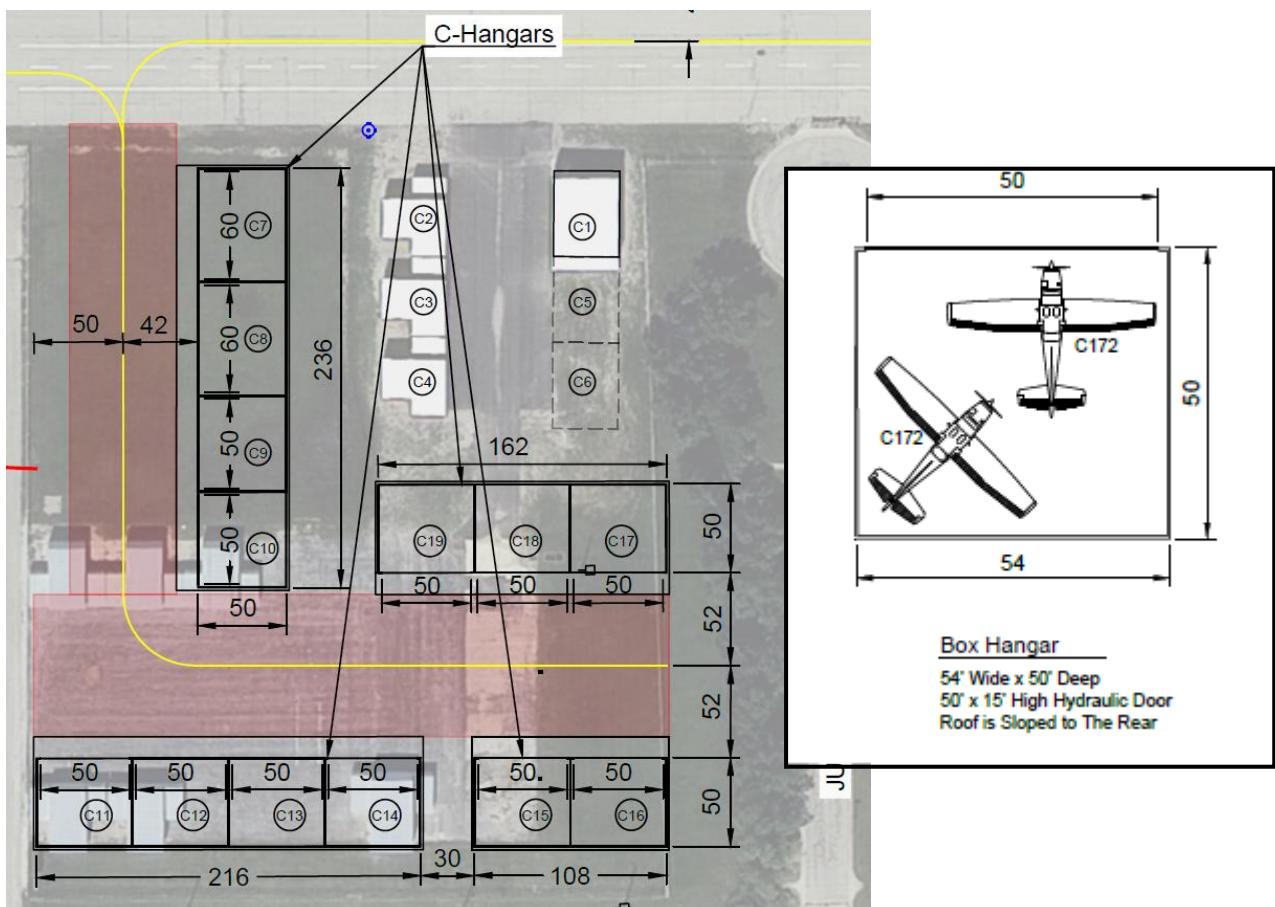 C-Hangars
C7
60
C2
C1
C8
60
C3
C5
50
42
236
C4
C6
C9
50
162
C10
50
C19
C18
C17
50
50
50
50
50
52
52
50
50
50
50
50.
50
C11
C12
C13
C14
C15
C16
50
216
30
108
JU
50
C172
C172
50
54
Box Hangar
54' Wide x 50' Deep
50' x 15' High Hydraulic Door
Roof is Sloped to The Rear